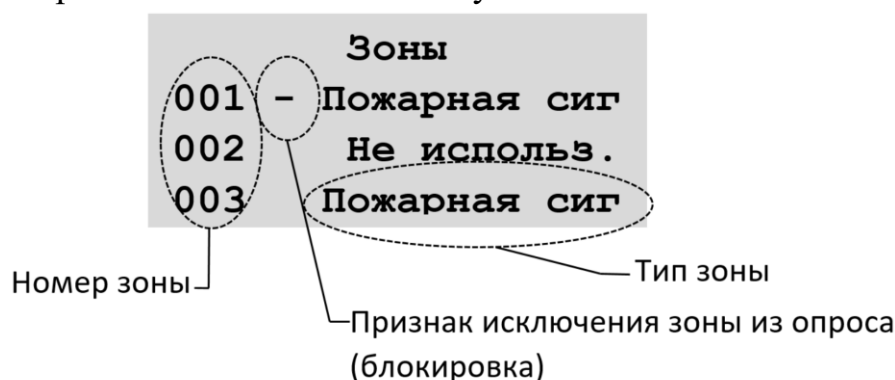 Зоны
001 - Пожарная сиг
002 Не использ.
003 Пожарная сиг
Номер зоны
Тип зоны
Признак исключения зоны из опроса
(блокировка)